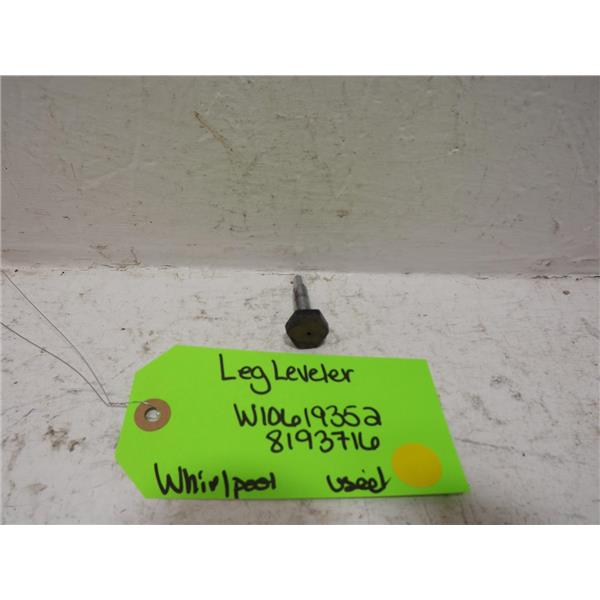 Leg Leveler
W10619352
8193716
Whirlpool used